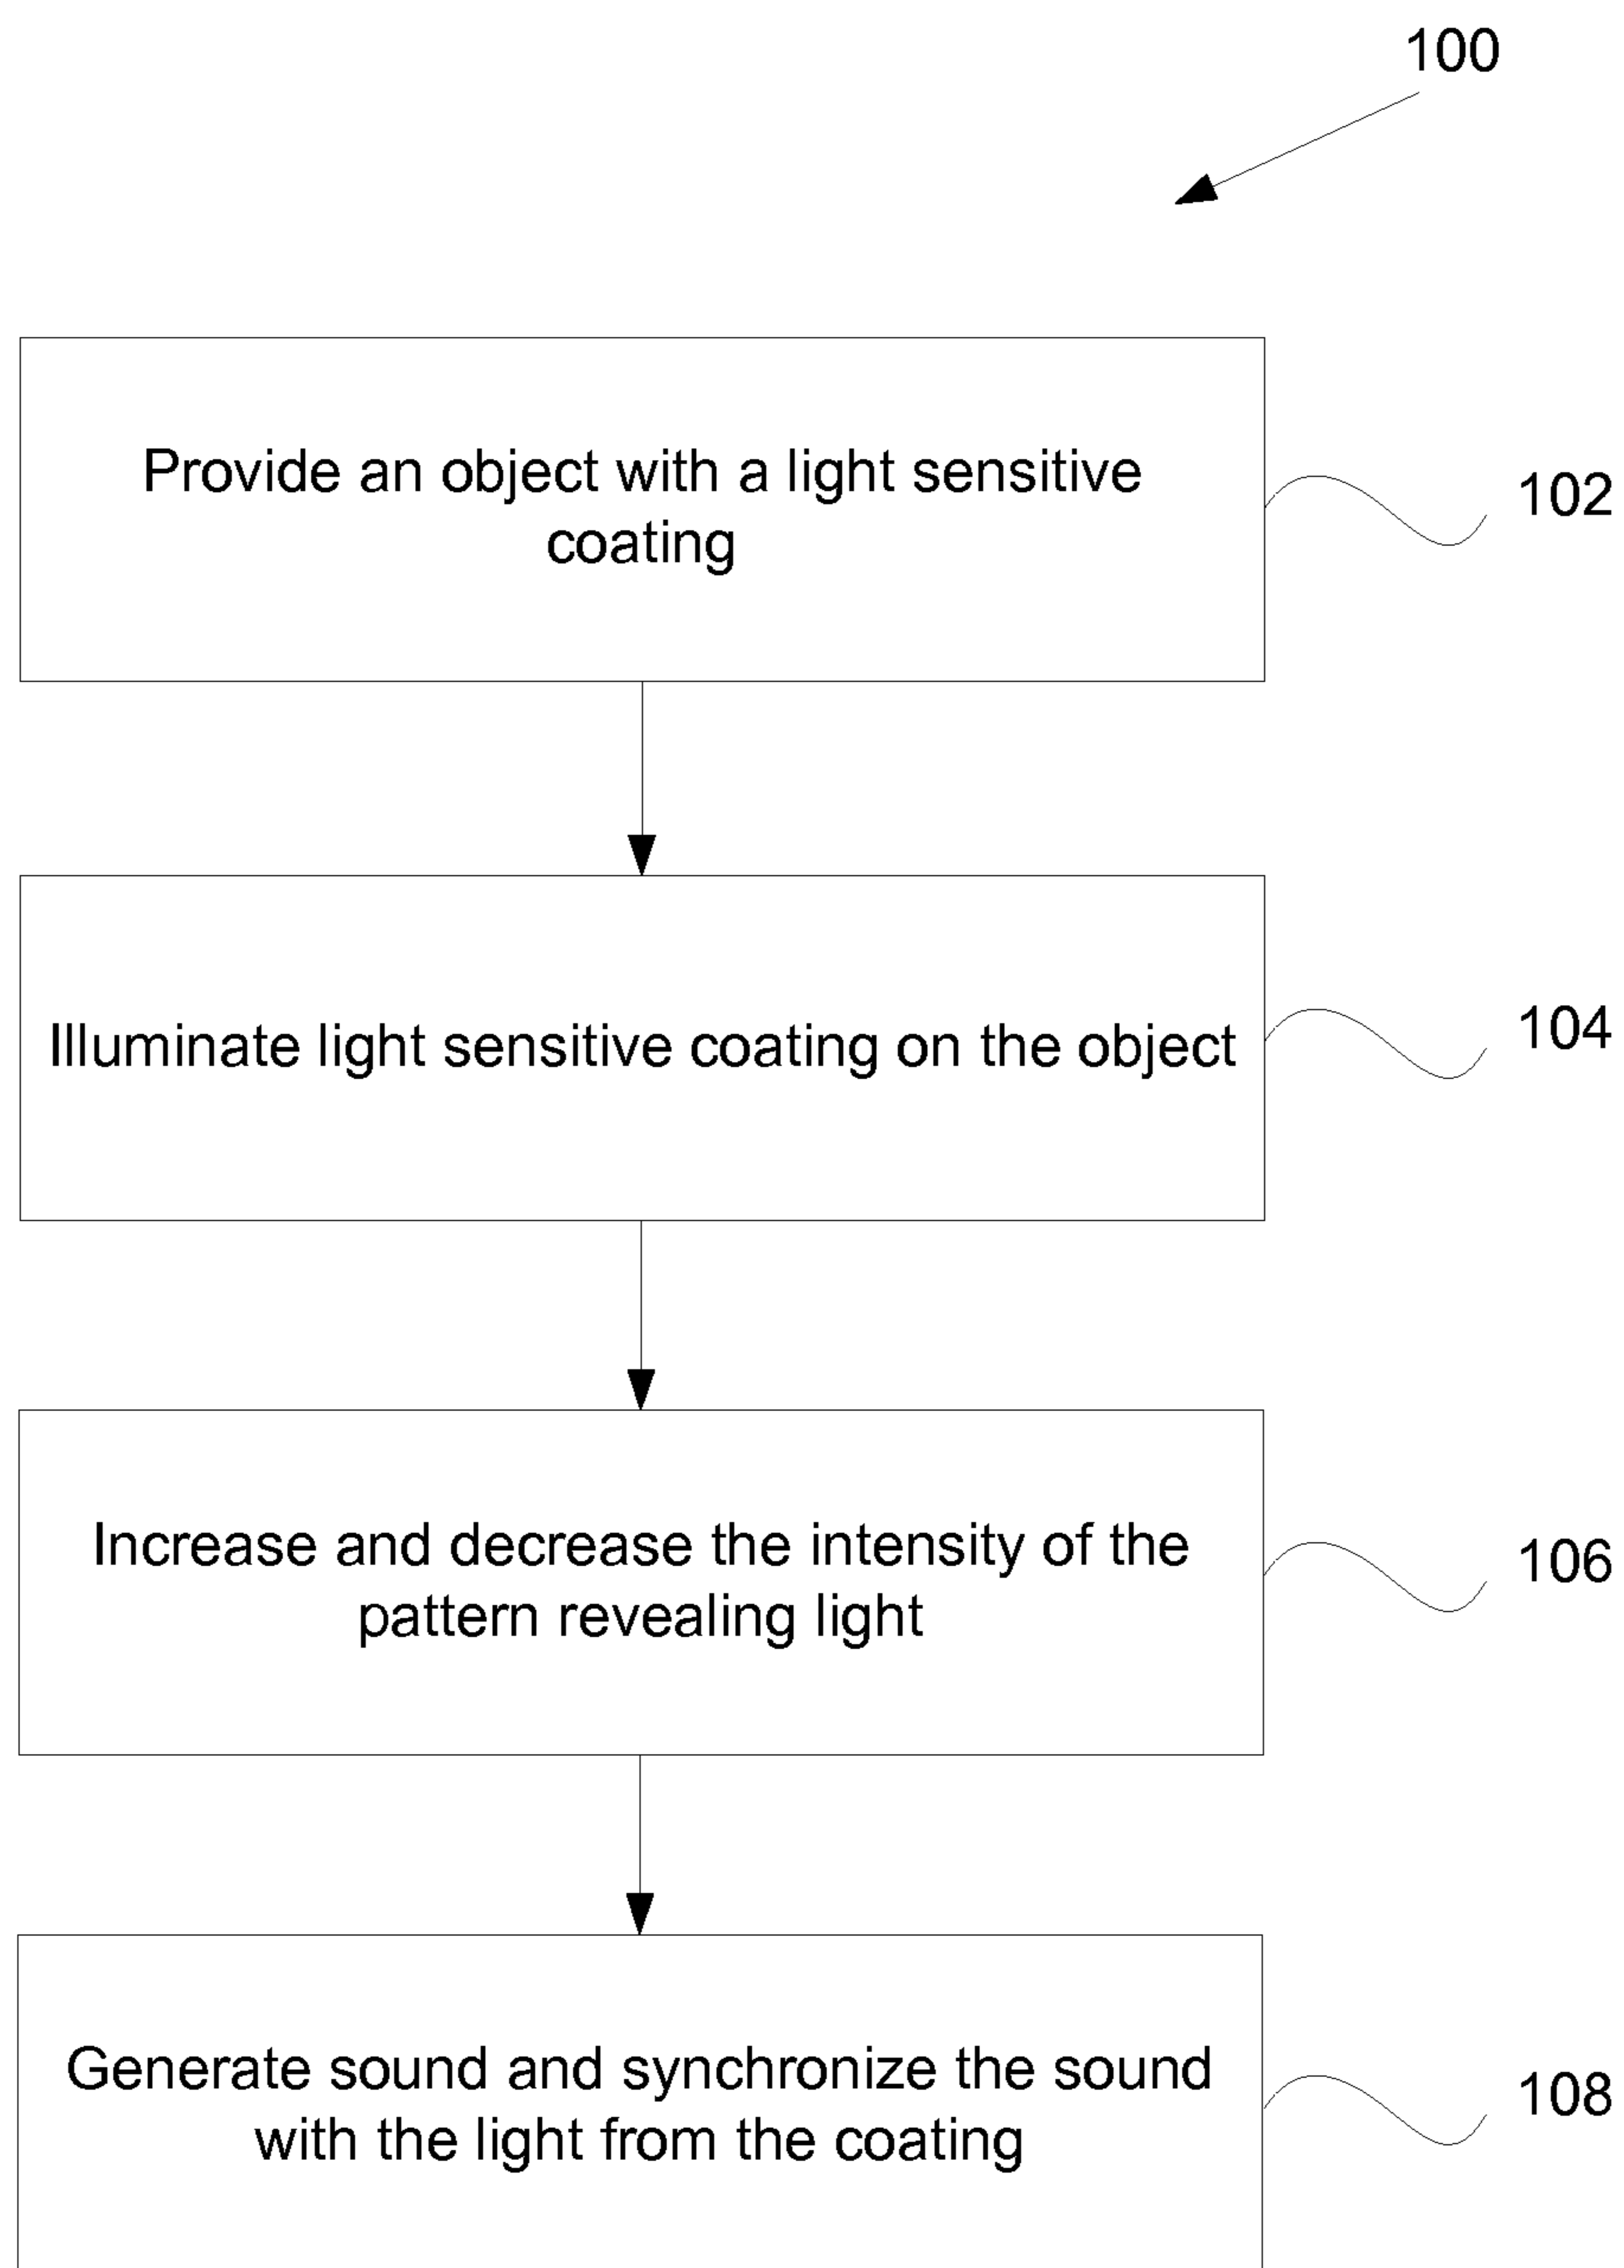 100
Provide an object with a light sensitive
coating
102
Illuminate light sensitive coating on the object
104
Increase and decrease the intensity of the
pattern revealing light
106
Generate sound and synchronize the sound
with the light from the coating
108